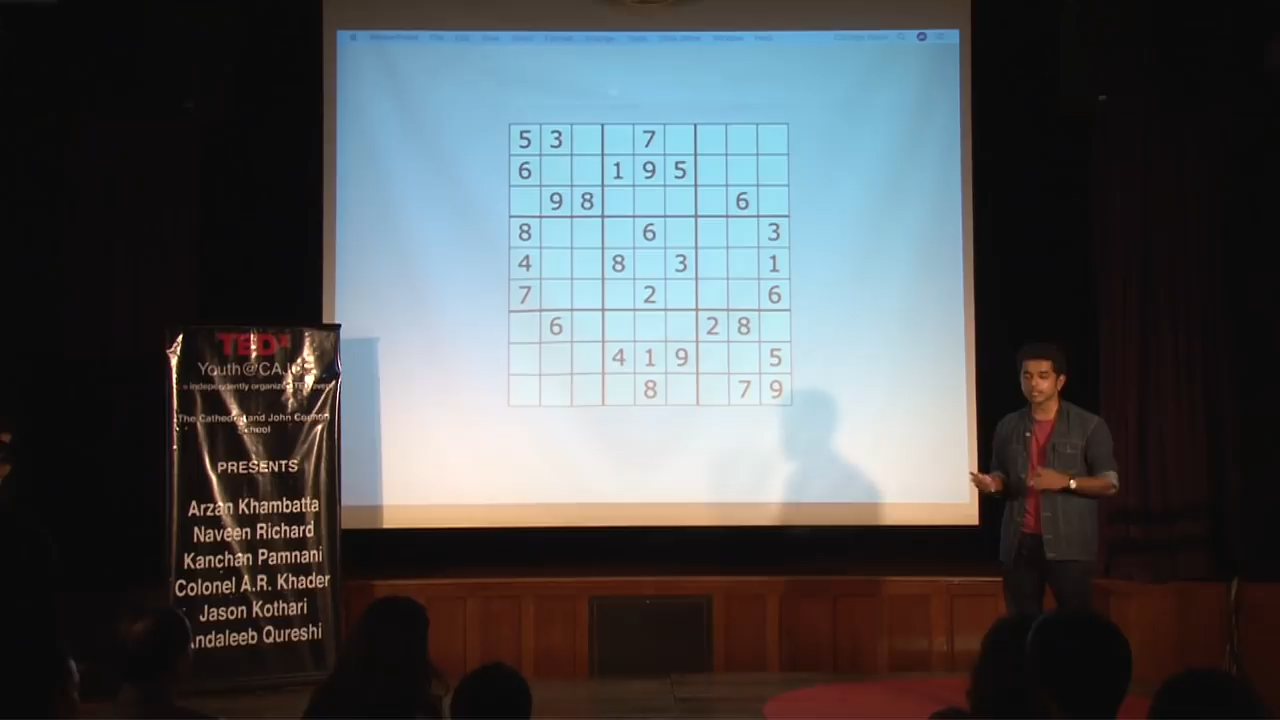 5 3 7
6 1 9 5
9 8 6
8 6 3
4 8 3 1
7 2 6
6 2 8
4 1 9 5
8 7 9
TEDx
Youth@CAJ
independently organized TED event
The Cathedral and John Connon
School
PRESENTS
Arzan Khambatta
Naveen Richard
Kanchan Pamnani
Colonel A.R. Khader
Jason Kothari
ndaleeb Qureshi